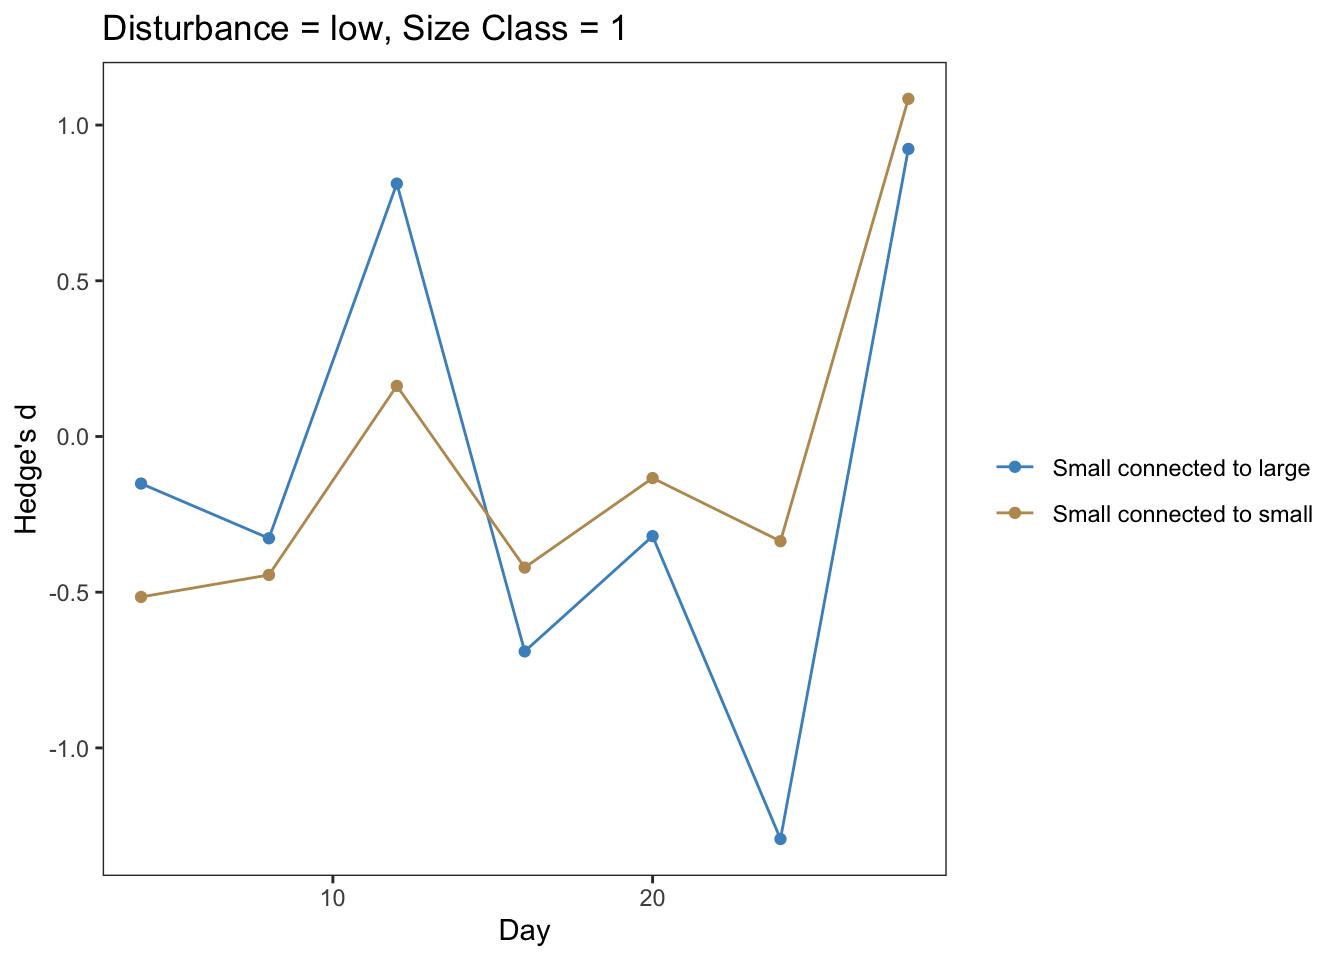 Disturbance = low, Size Class = 1
Hedge's d
1.0
0.5
0.0
-0.5
-1.0
10
20
Day
Small connected to large
Small connected to small